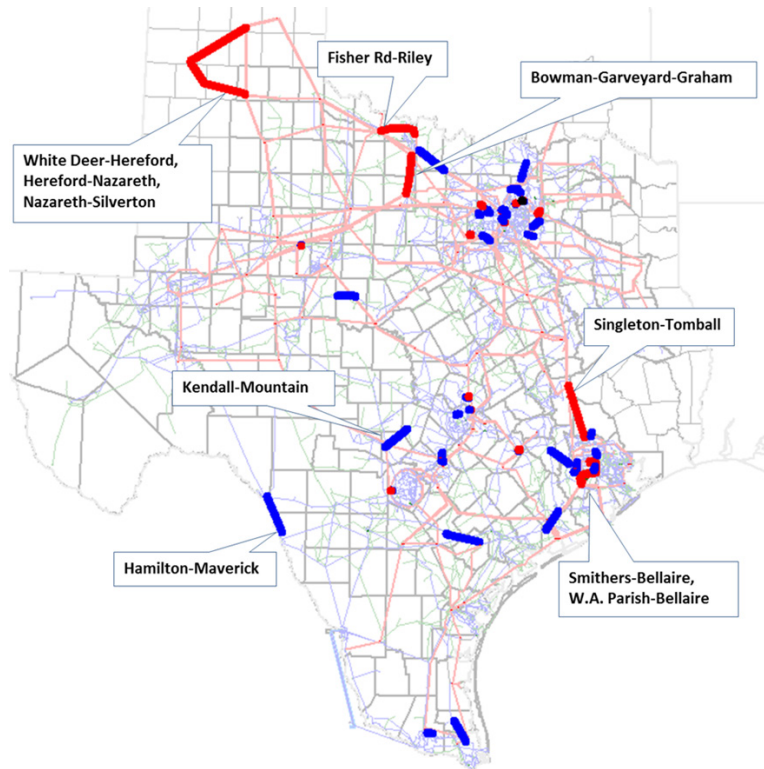 Fisher Rd-Riley
Bowman-Garveyard-Graham
White Deer-Hereford,
Hereford-Nazareth,
Nazareth-Silverton
Singleton-Tomball
Kendall-Mountain
Hamilton-Maverick
Smithers-Bellaire,
W.A. Parish-Bellaire